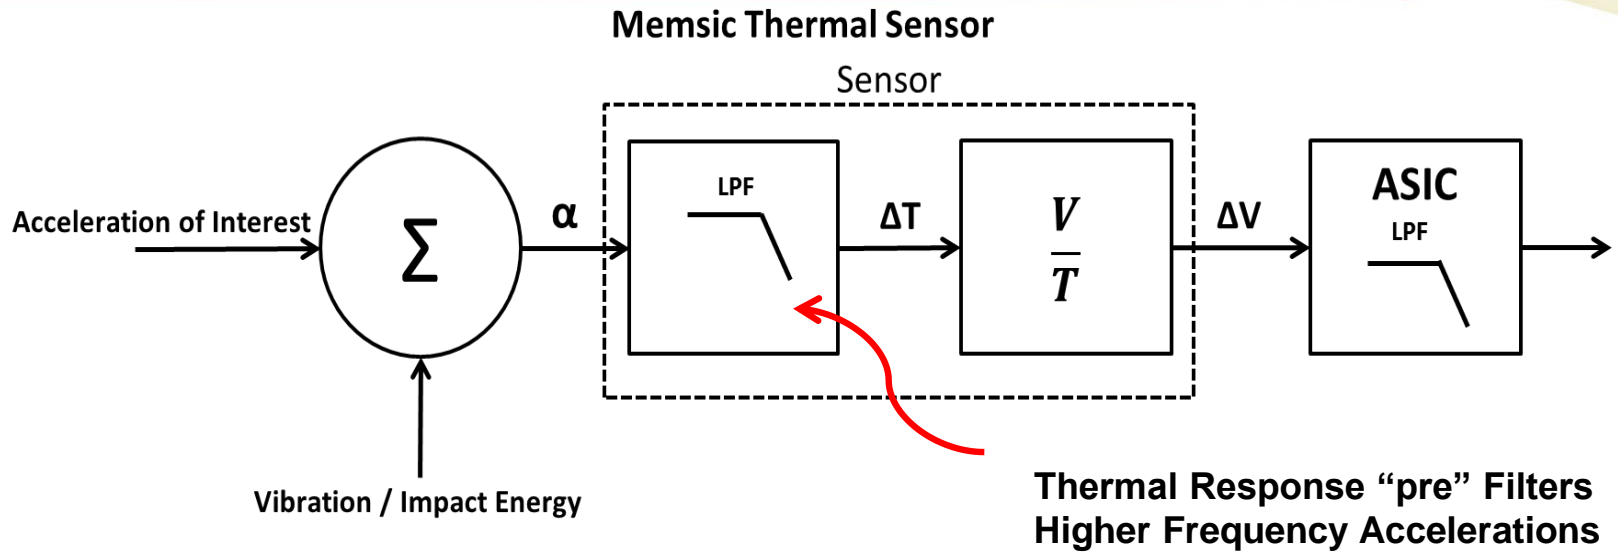 Memsic Thermal Sensor
Sensor
Acceleration of Interest
Σ
α
LPF
ΔT
V
T
ΔV
ASIC
LPF
Vibration / Impact Energy
Thermal Response “pre” Filters
Higher Frequency Accelerations